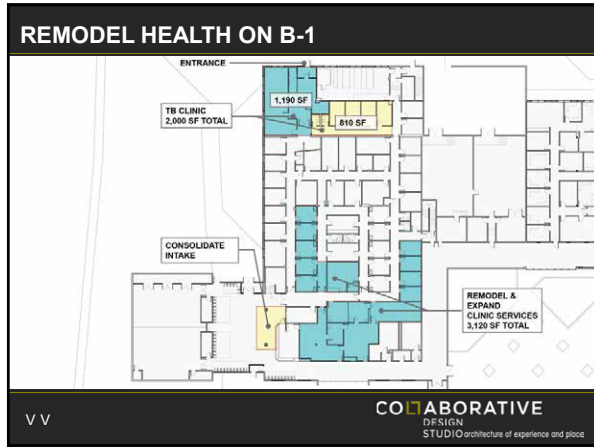 REMODEL HEALTH ON B-1
ENTRANCE
1,190 SF
TB CLINIC
2,000 SF TOTAL
810 SF
CONSOLIDATE
INTAKE
REMODEL &
EXPAND
CLINIC SERVICES
3,120 SF TOTAL
V V
COLLABORATIVE
DESIGN
STUDIO architecture of experience and place